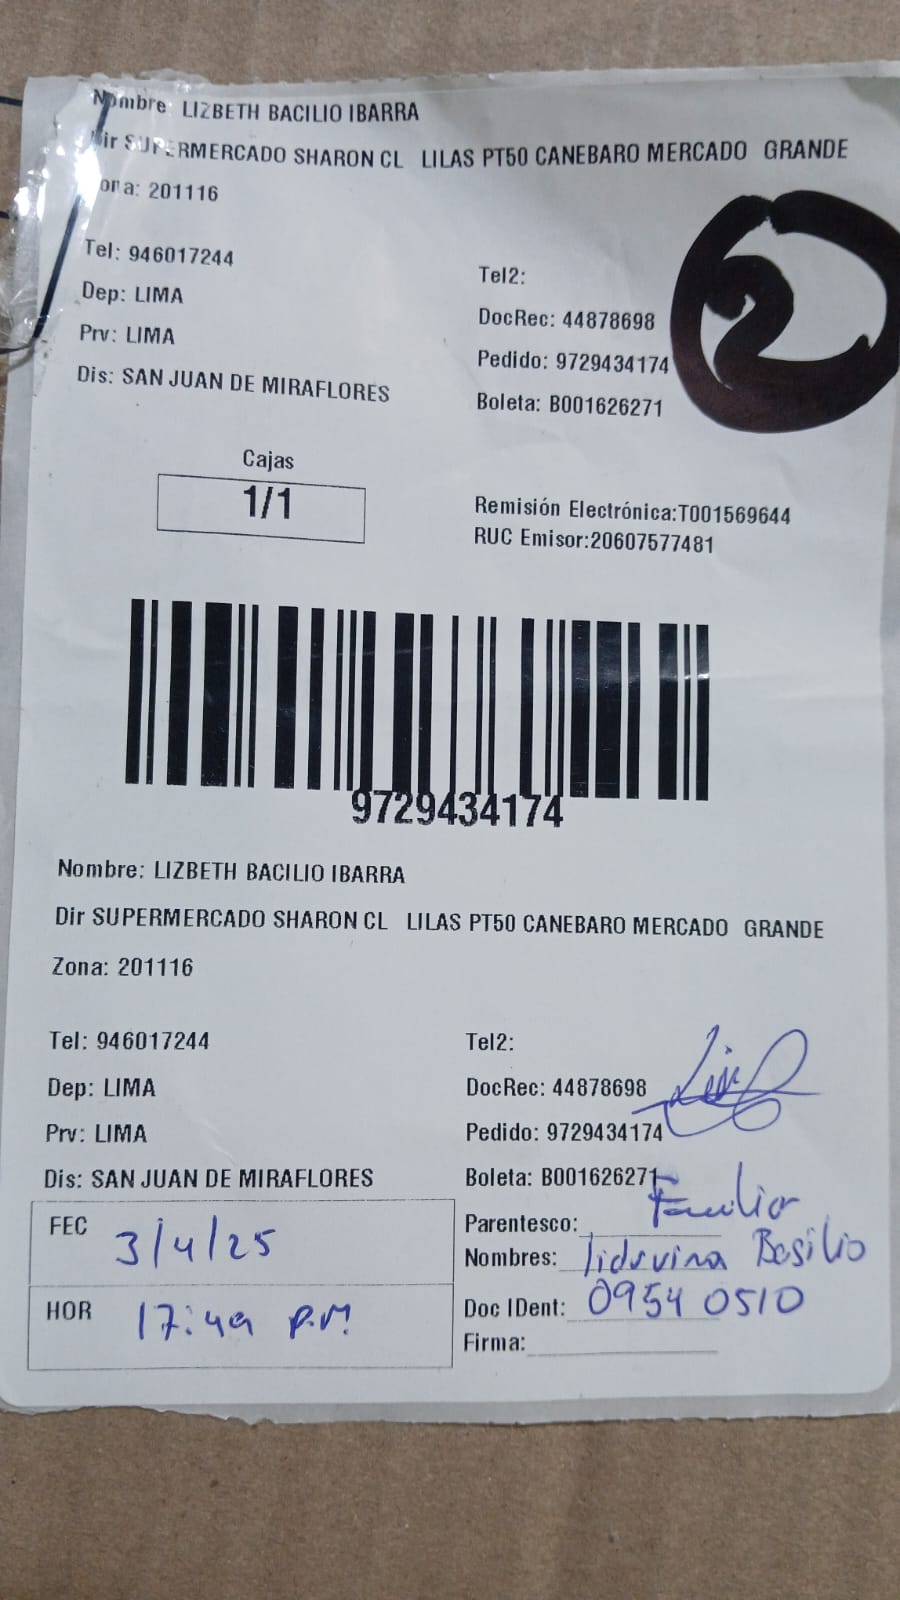 Nombre: LIZBETH BACILIO IBARRA
Dir SUPERMERCADO SHARON CL LILAS PT50 CANEBARO MERCADO GRANDE
Zona: 201116
Tel: 946017244
Tel2:
Dep: LIMA
DocRec: 44878698
Prv: LIMA
Pedido: 9729434174
Dis: SAN JUAN DE MIRAFLORES
Boleta: B001626271
2
Cajas
1/1
Remisión Electrónica:T001569644
RUC Emisor:20607577481
9729434174
Nombre: LIZBETH BACILIO IBARRA
Dir SUPERMERCADO SHARON CL LILAS PT50 CANEBARO MERCADO GRANDE
Zona: 201116
Tel: 946017244
Tel2:
Dep: LIMA
DocRec: 44878698
Prv: LIMA
Pedido: 9729434174
Dis: SAN JUAN DE MIRAFLORES
Boleta: B001626271
FEC 3/4/25
HOR 17:49 P.M
Parentesco: Familiar
Nombres: Basilio
Doc IDent: 0954 0510
Firma: